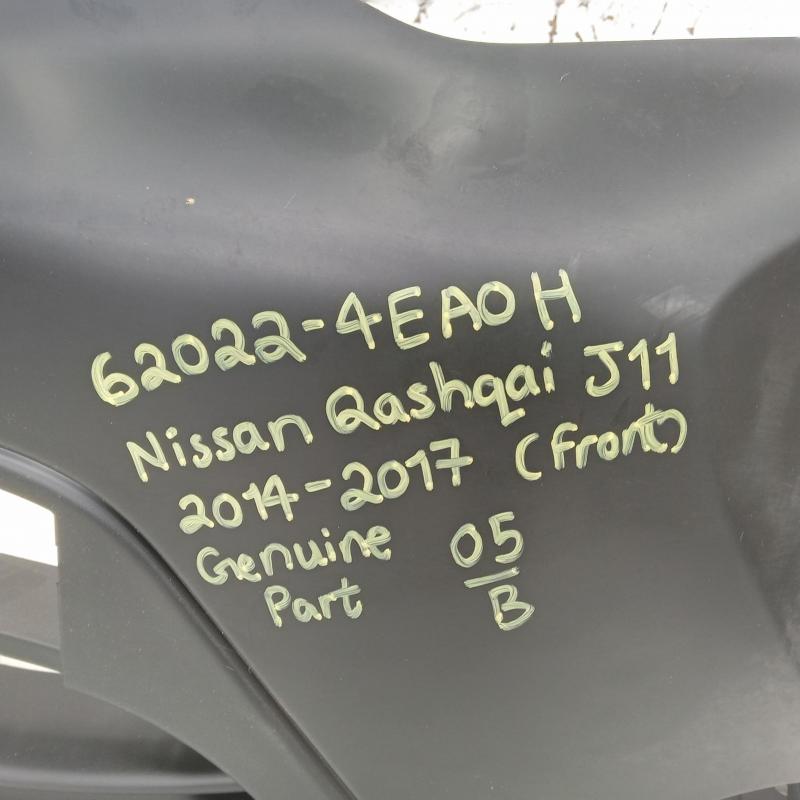 62022-4EA0H
Nissan Qashqai J11
2014-2017 (Front)
Genuine
Part
05
B